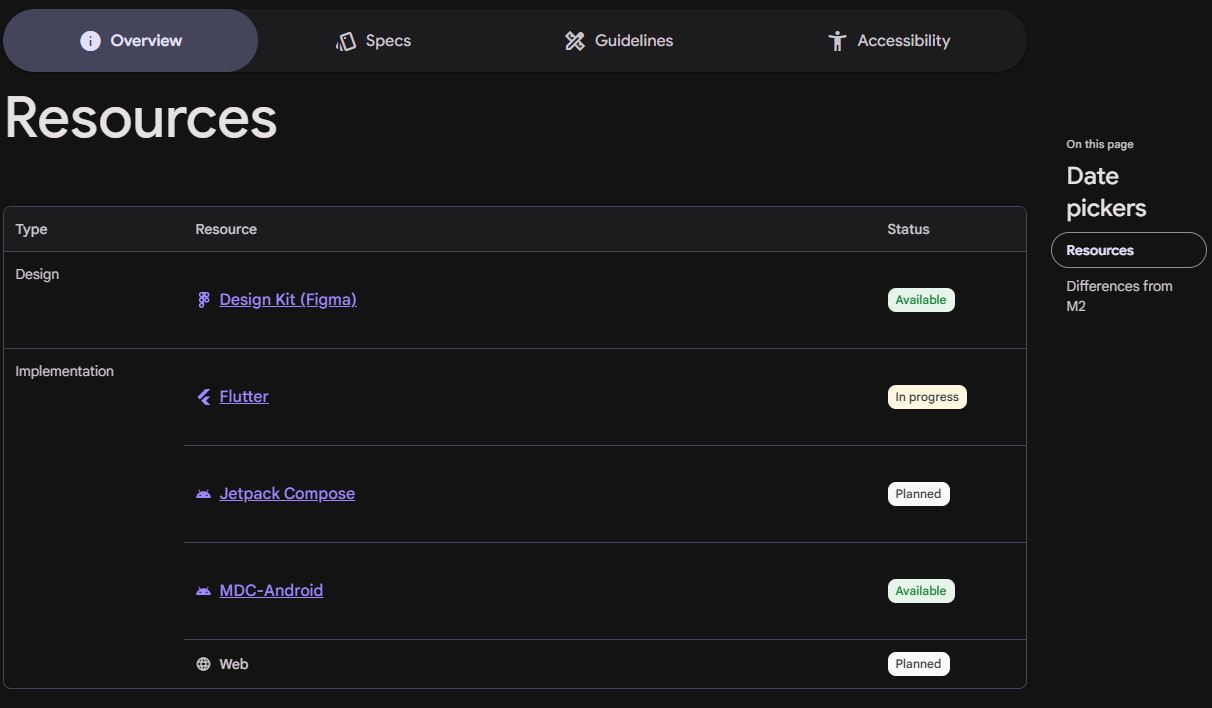 Overview
Specs
Guidelines
Accessibility
Resources
On this page
Date
pickers
Resources
Differences from
M2
Type Resource Status
Design
Design Kit (Figma) Available
Implementation
Flutter In progress
Jetpack Compose Planned
MDC-Android Available
Web Planned